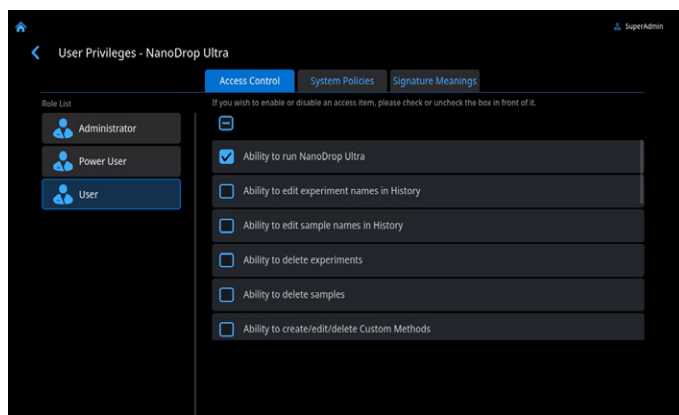 SuperAdmin
User Privileges - NanoDrop Ultra
Access Control System Policies Signature Meanings
Role List
If you wish to enable or disable an access item, please check or uncheck the box in front of it.
Administrator
Power User
User
Ability to run NanoDrop Ultra
Ability to edit experiment names in History
Ability to edit sample names in History
Ability to delete experiments
Ability to delete samples
Ability to create/edit/delete Custom Methods